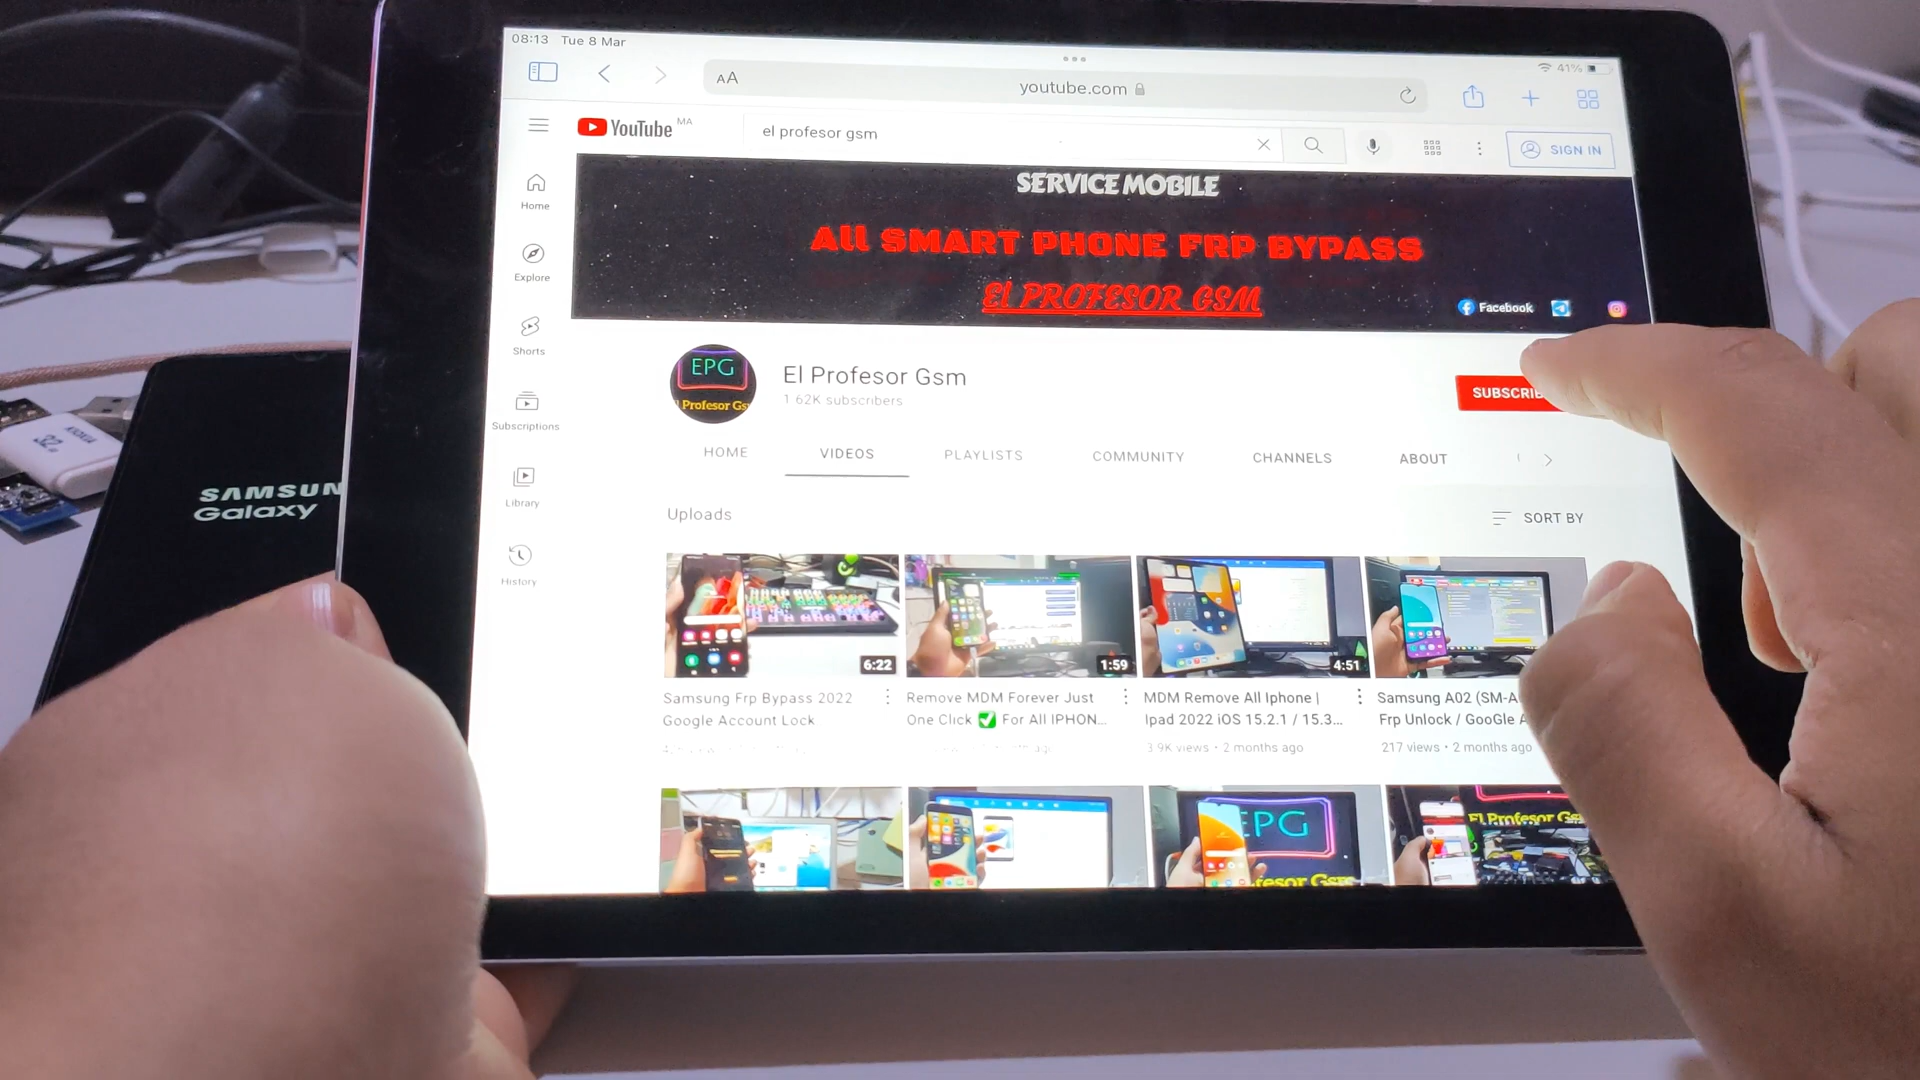 08:13 Tue 8 Mar
41%
AA
youtube.com
YouTube MA
el profesor gsm
SIGN IN
Home
Explore
Shorts
Subscriptions
Library
History
SERVICE MOBILE
All SMART PHONE FRP BYPASS
El PROFESOR GSM
Facebook
EPG
l Profesor Gs
El Profesor Gsm
1.62K subscribers
SUBSCRIB
HOME VIDEOS PLAYLISTS COMMUNITY CHANNELS ABOUT
Uploads
SORT BY
6:22
1:59
4:51
Samsung Frp Bypass 2022
Google Account Lock
Remove MDM Forever Just
One Click ✅ For All IPHON...
MDM Remove All Iphone |
Ipad 2022 iOS 15.2.1 / 15.3...
3.9K views • 2 months ago
Samsung A02 (SM-A
Frp Unlock / GooGle A
217 views • 2 months ago
EPG
fesor Gsm
El Profesor Gs
SAMSUN
Galaxy
KIOXIA
32